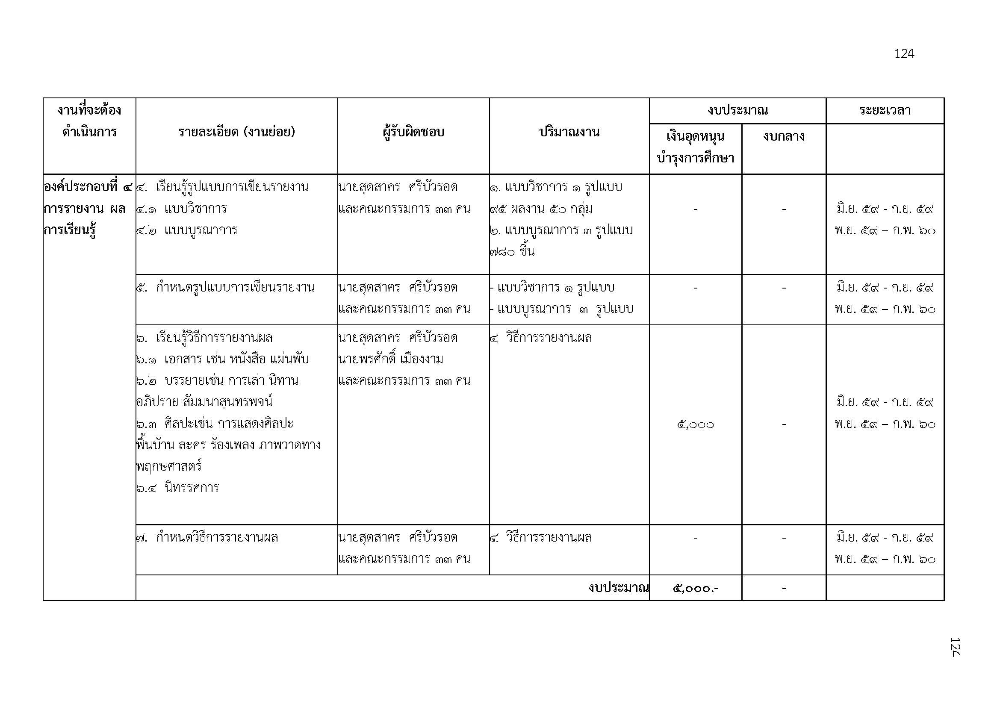 124
งานที่จะต้อง
ดำเนินการ
รายละเอียด (งานย่อย)
ผู้รับผิดชอบ
ปริมาณงาน
งบประมาณ
ระยะเวลา
เงินอุดหนุน
บำรุงการศึกษา
งบกลาง
องค์ประกอบที่ ๔
การรายงาน ผล
การเรียนรู้
๔. เรียนรู้รูปแบบการเขียนรายงาน
๔.๑ แบบวิชาการ
๔.๒ แบบบูรณาการ
นายสุดสาคร ศรีบัวรอด
และคณะกรรมการ ๓๓ คน
๑. แบบวิชาการ ๑ รูปแบบ
๙๕ ผลงาน ๕๐ กลุ่ม
๒. แบบบูรณาการ ๓ รูปแบบ
๗๘๐ ชิ้น
-
-
มิ.ย. ๕๙ - ก.ย. ๕๙
พ.ย. ๕๙ – ก.พ. ๖๐
๕. กำหนดรูปแบบการเขียนรายงาน
นายสุดสาคร ศรีบัวรอด
และคณะกรรมการ ๓๓ คน
- แบบวิชาการ ๑ รูปแบบ
- แบบบูรณาการ ๓ รูปแบบ
-
-
มิ.ย. ๕๙ - ก.ย. ๕๙
พ.ย. ๕๙ – ก.พ. ๖๐
๖. เรียนรู้วิธีการรายงานผล
๖.๑ เอกสาร เช่น หนังสือ แผ่นพับ
๖.๒ บรรยายเช่น การเล่า นิทาน
อภิปราย สัมมนาสุนทรพจน์
๖.๓ ศิลปะเช่น การแสดงศิลปะ
พื้นบ้าน ละคร ร้องเพลง ภาพวาดทาง
พฤกษศาสตร์
๖.๔ นิทรรศการ
นายสุดสาคร ศรีบัวรอด
นายพรศักดิ์ เมืองงาม
และคณะกรรมการ ๓๓ คน
๔ วิธีการรายงานผล
๕,๐๐๐
-
มิ.ย. ๕๙ - ก.ย. ๕๙
พ.ย. ๕๙ – ก.พ. ๖๐
๗. กำหนดวิธีการรายงานผล
นายสุดสาคร ศรีบัวรอด
และคณะกรรมการ ๓๓ คน
๔ วิธีการรายงานผล
-
-
มิ.ย. ๕๙ - ก.ย. ๕๙
พ.ย. ๕๙ – ก.พ. ๖๐
งบประมาณ
๕,๐๐๐.-
-
124